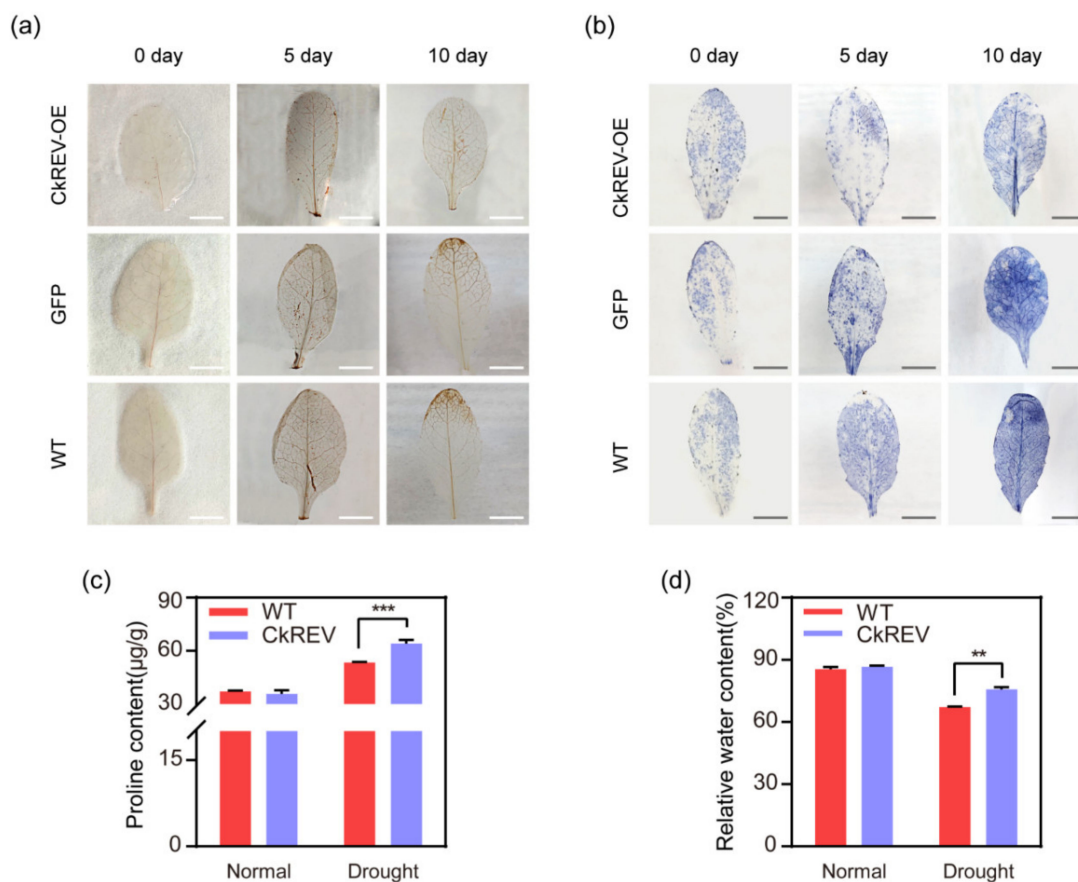 (a)
0 day 5 day 10 day
CkREV-OE
GFP
WT
(b)
0 day 5 day 10 day
CkREV-OE
GFP
WT
(c)
Proline content(μg/g)
90
60
30
15
0
WT
CkREV
***
Normal Drought
(d)
Relative water content(%)
120
90
60
30
0
WT
CkREV
**
Normal Drought